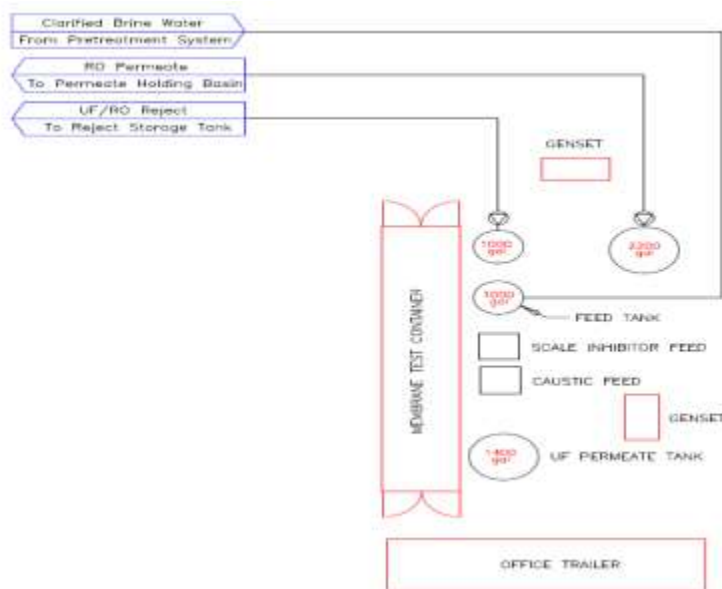 Clarified Brine Water
From Pretreatment System
RO Permeate
To Permeate Holding Basin
UF/RO Reject
To Reject Storage Tank
GENSET
1000
gal
2200
gal
1000
gal
FEED TANK
MEMBRANE TEST CONTAINER
SCALE INHIBITOR FEED
CAUSTIC FEED
GENSET
1400
gal
UF PERMEATE TANK
OFFICE TRAILER